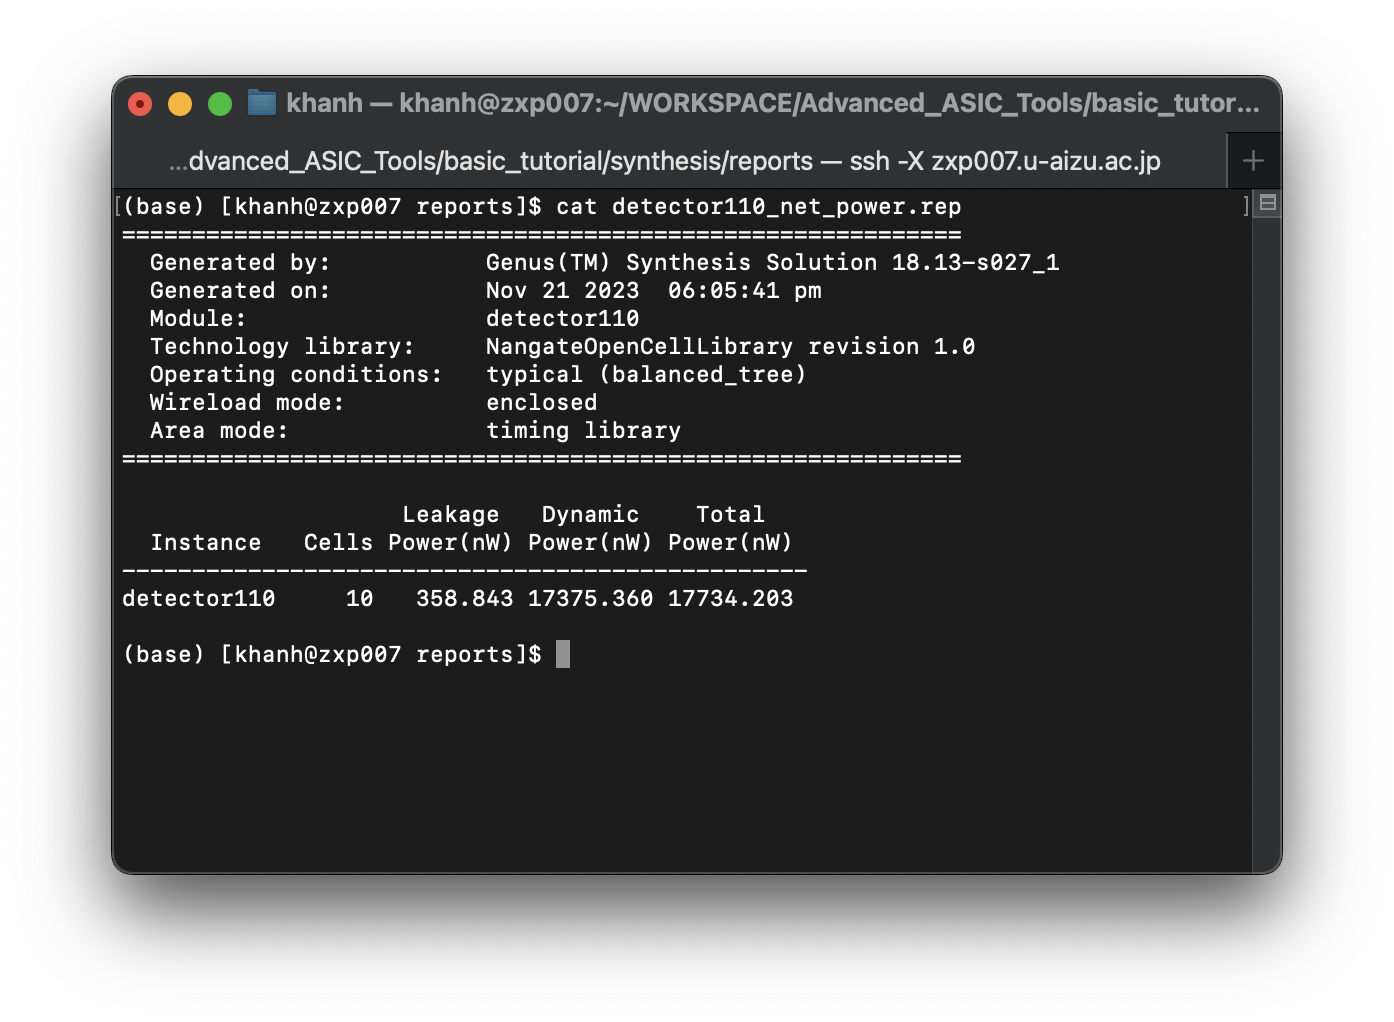 khanh — khanh@zxp007:~/WORKSPACE/Advanced_ASIC_Tools/basic_tutor...
...dvanced_ASIC_Tools/basic_tutorial/synthesis/reports — ssh -X zxp007.u-aizu.ac.jp
[(base) [khanh@zxp007 reports]$ cat detector110_net_power.rep ]
============================================================
  Generated by:           Genus(TM) Synthesis Solution 18.13-s027_1
  Generated on:           Nov 21 2023  06:05:41 pm
  Module:                 detector110
  Technology library:     NangateOpenCellLibrary revision 1.0
  Operating conditions:   typical (balanced_tree)
  Wireload mode:          enclosed
  Area mode:              timing library
============================================================
                    Leakage   Dynamic    Total
  Instance   Cells Power(nW) Power(nW) Power(nW)
-------------------------------------------------
detector110     10   358.843 17375.360 17734.203
(base) [khanh@zxp007 reports]$